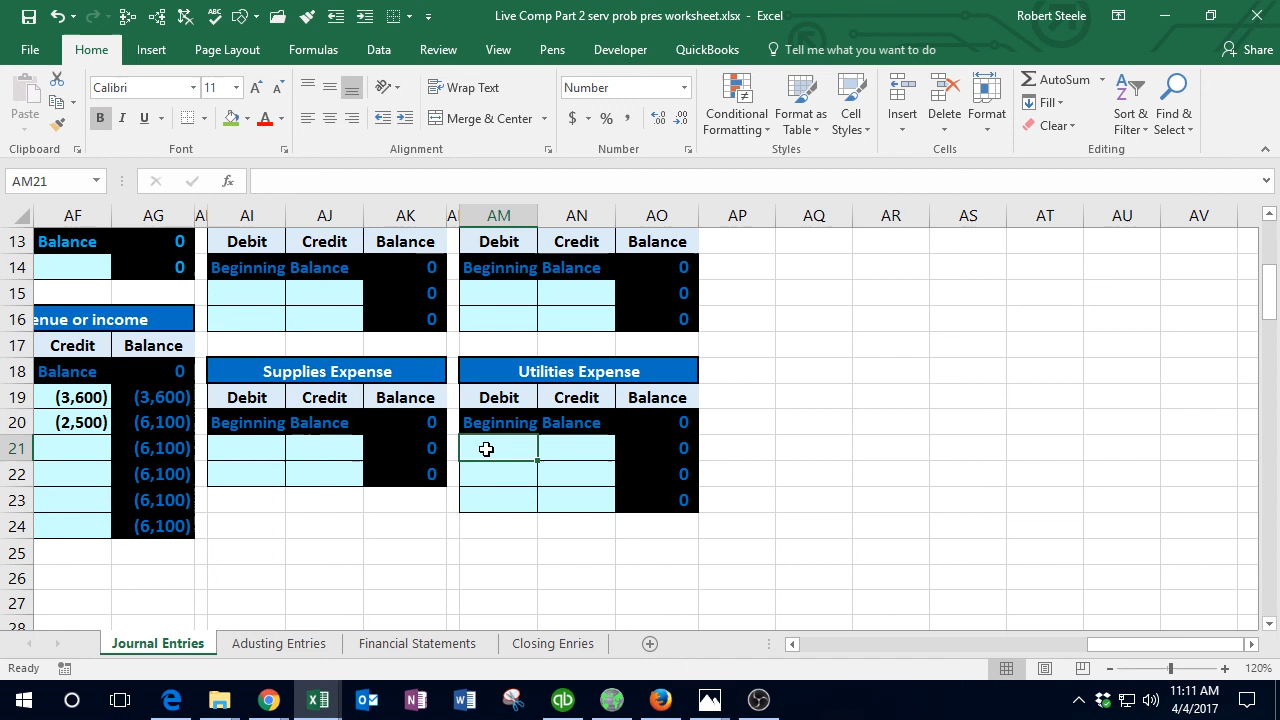 Live Comp Part 2 serv prob pres worksheet.xlsx - Excel
Robert Steele
File Home Insert Page Layout Formulas Data Review View Pens Developer QuickBooks Tell me what you want to do Share
Paste
Clipboard
Calibri 11
B I U
Font
Wrap Text
Merge & Center
Alignment
Number
$ % ,
Number
Conditional Formatting
Format as Table
Cell Styles
Styles
Insert Delete Format
Cells
AutoSum
Fill
Clear
Sort & Filter
Find & Select
Editing
AM21 fx
AF AG AI AJ AK AM AN AO AP AQ AR AS AT AU AV
13 Balance 0 Debit Credit Balance Debit Credit Balance
14 0 Beginning Balance 0 Beginning Balance 0
15 0 0
16 enue or income 0 0
17 Credit Balance
18 Balance 0 Supplies Expense Utilities Expense
19 (3,600) (3,600) Debit Credit Balance Debit Credit Balance
20 (2,500) (6,100) Beginning Balance 0 Beginning Balance 0
21 (6,100) 0 0
22 (6,100) 0 0
23 (6,100) 0
24 (6,100)
25
26
27
28
Journal Entries Adusting Entries Financial Statements Closing Enries
Ready 120%
11:11 AM
4/4/2017